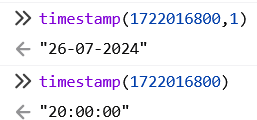 >> timestamp(1722016800,1)
← "26-07-2024"
>> timestamp(1722016800)
← "20:00:00"